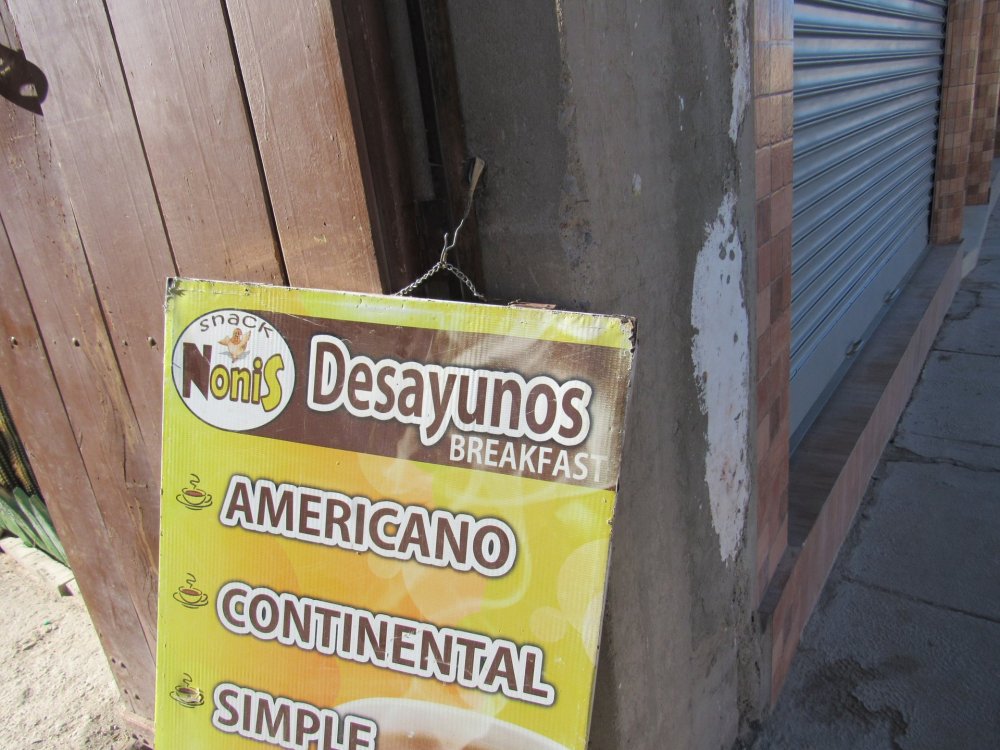 snack
NoniS
Desayunos
BREAKFAST
AMERICANO
CONTINENTAL
SIMPLE